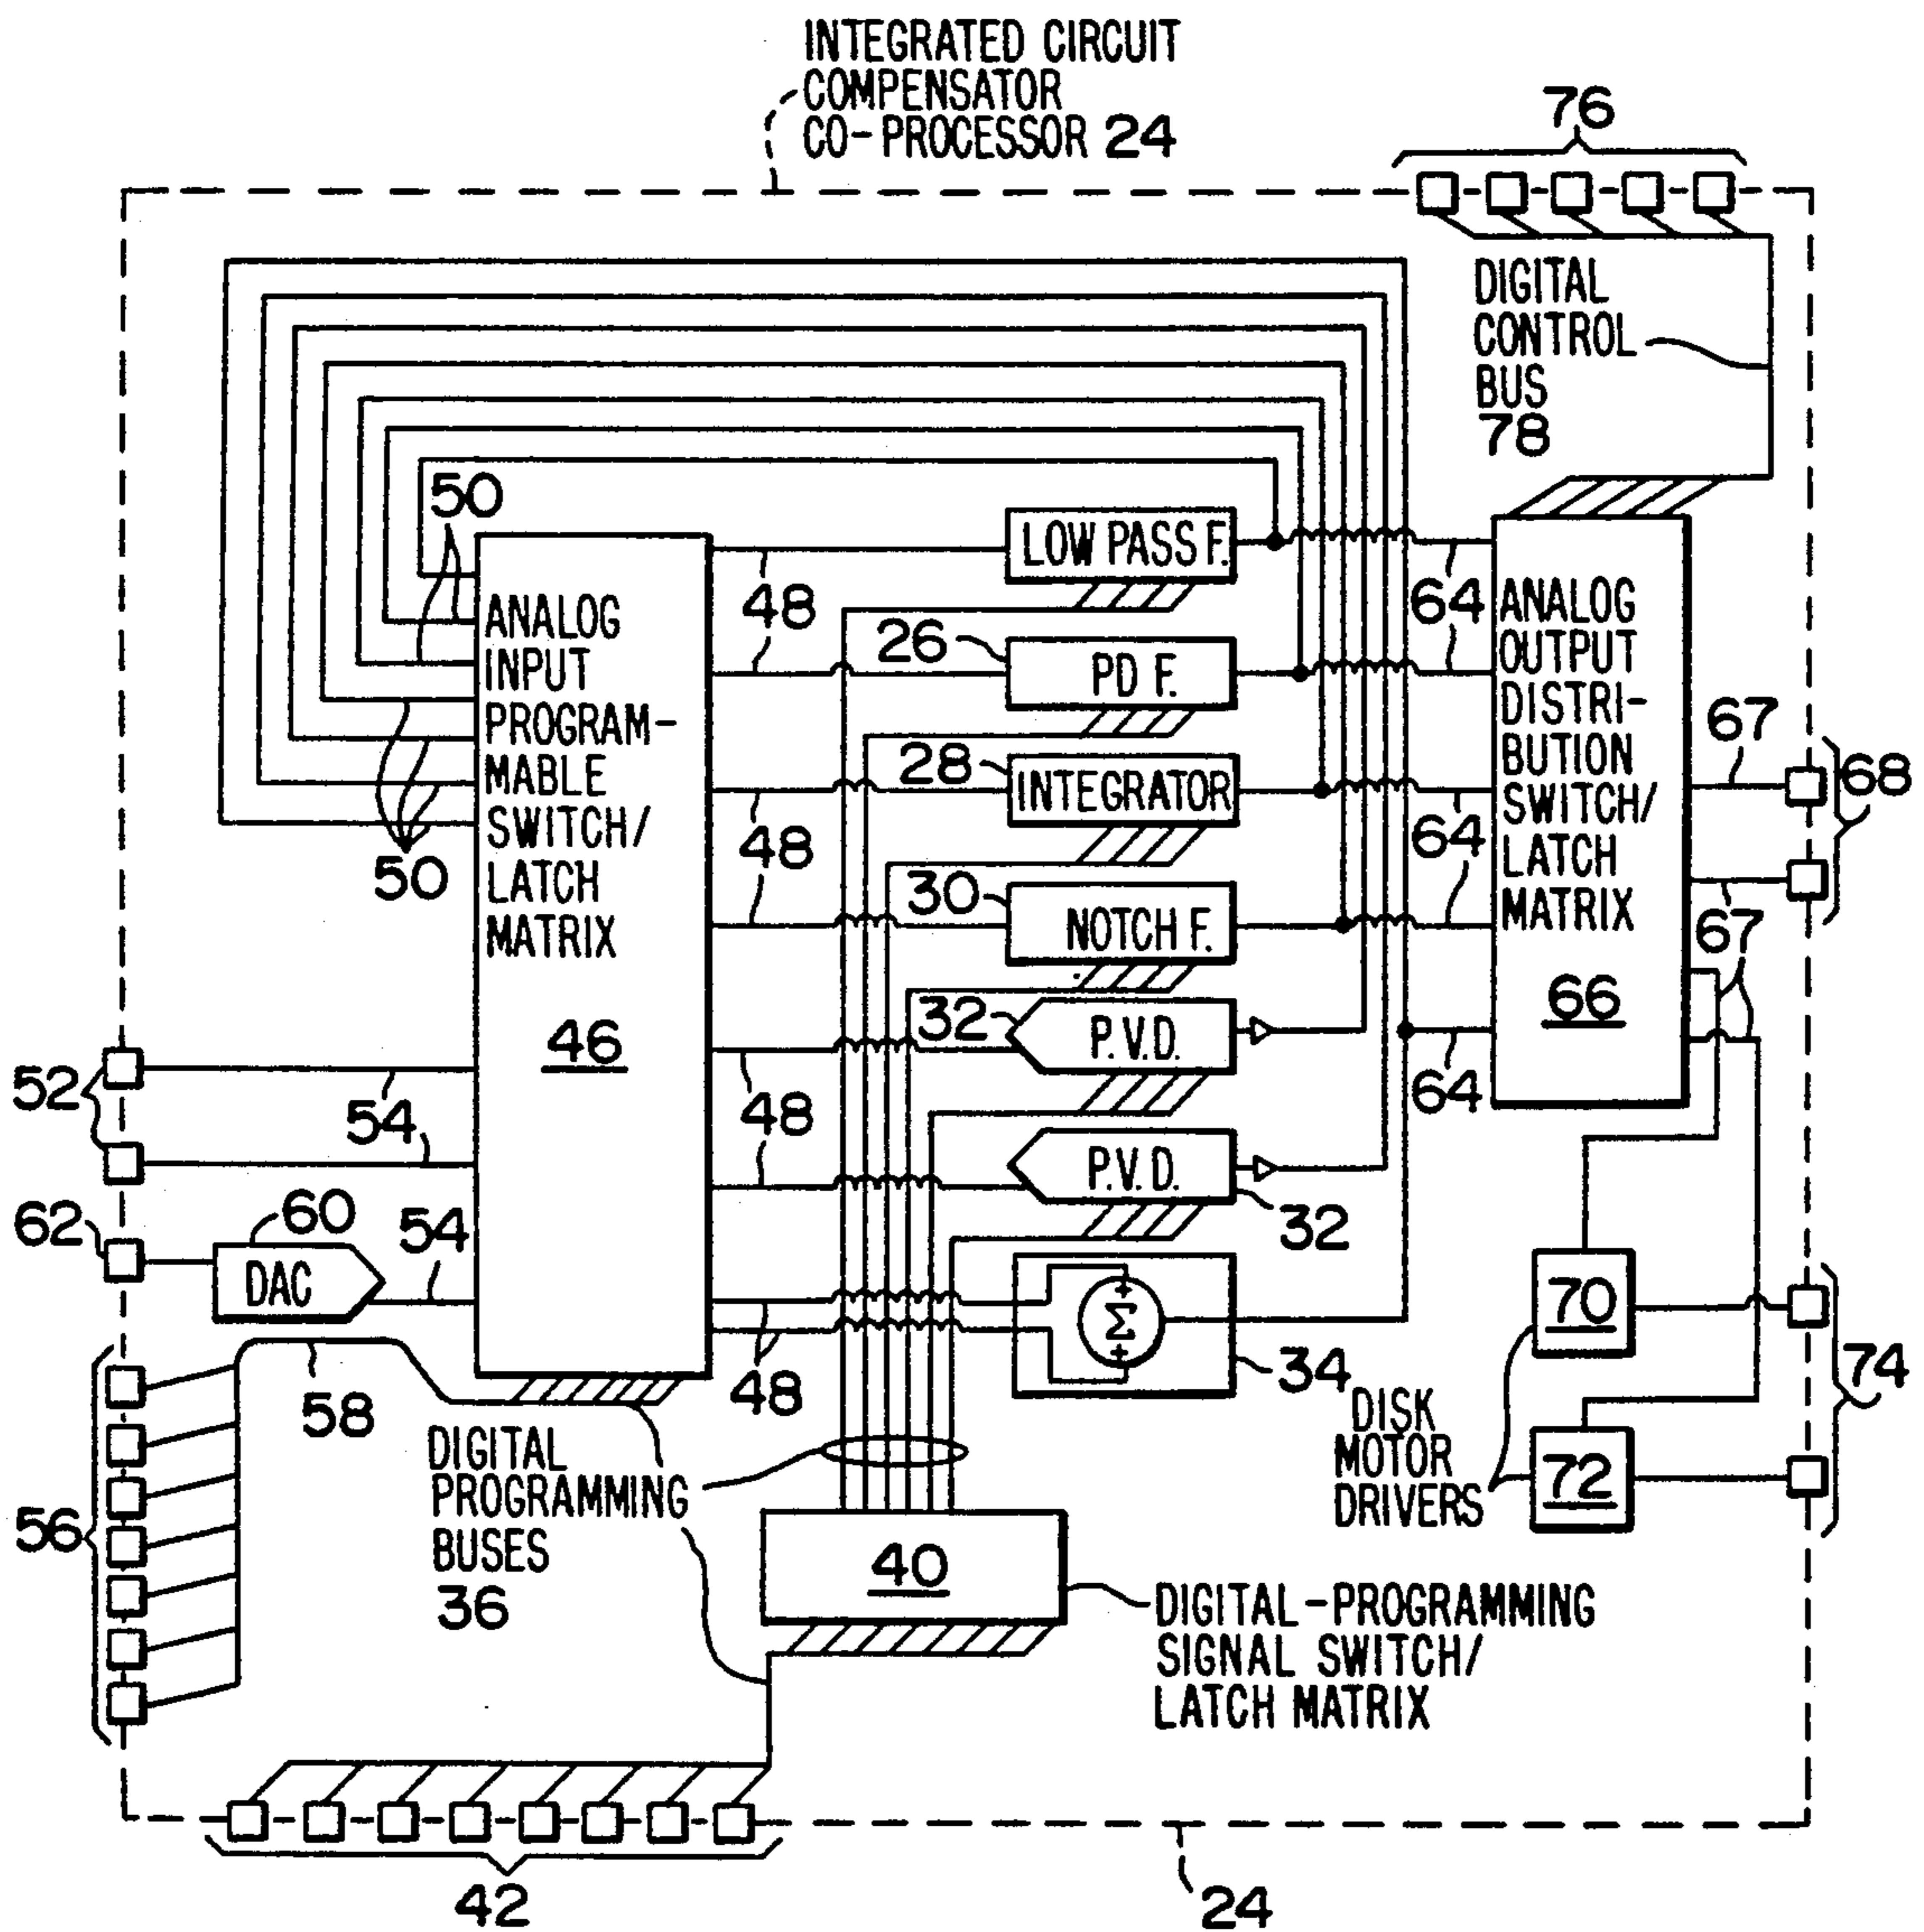 INTEGRATED CIRCUIT
COMPENSATOR
CO-PROCESSOR 24
76
DIGITAL
CONTROL
BUS
78
50
LOW PASS F.
48
64
26
PD F.
ANALOG
INPUT
PROGRAM-
MABLE
SWITCH/
LATCH
MATRIX
46
ANALOG
OUTPUT
DISTRI-
BUTION
SWITCH/
LATCH
MATRIX
66
28
INTEGRATOR
67
68
50
48
64
30
NOTCH F.
67
32
P.V.D.
52
54
48
64
P.V.D.
32
62
60
DAC
54
+
Σ
+
34
70
74
58
48
DISK
MOTOR
DRIVERS
72
56
DIGITAL
PROGRAMMING
BUSES
36
40
DIGITAL-PROGRAMMING
SIGNAL SWITCH/
LATCH MATRIX
42
24